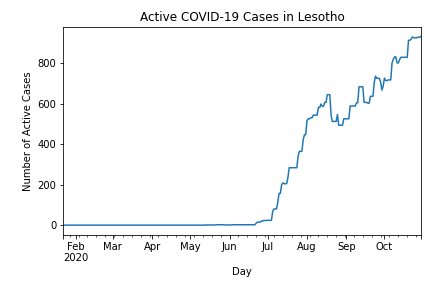 Active COVID-19 Cases in Lesotho
Number of Active Cases
800
600
400
200
0
Feb Mar Apr May Jun Jul Aug Sep Oct
2020
Day